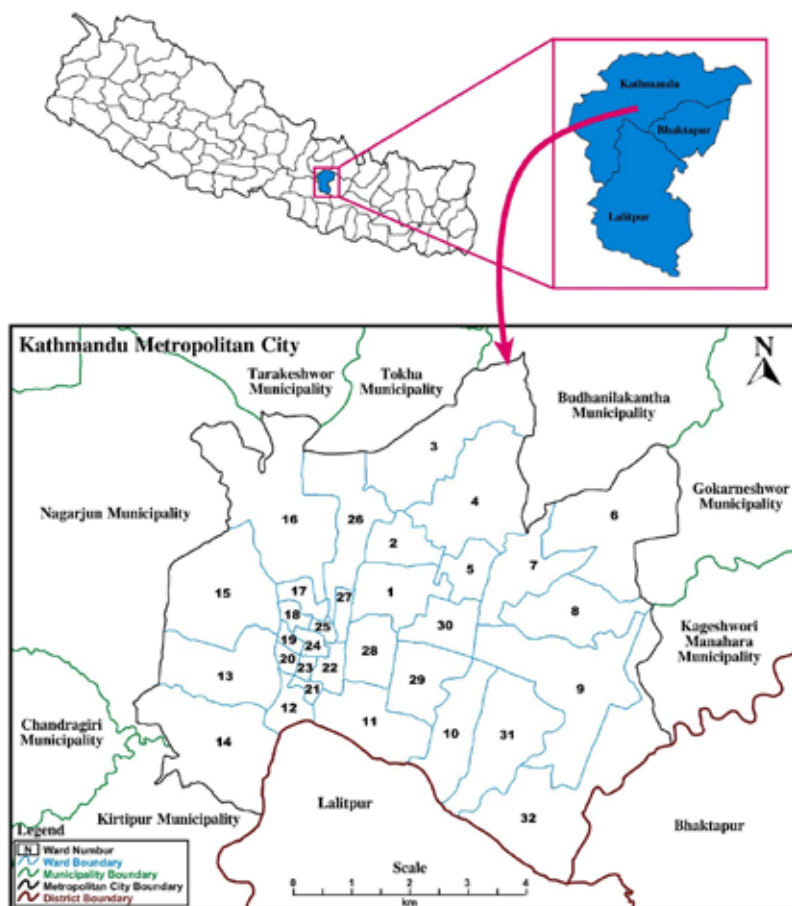 Kathmandu
Bhaktapur
Lalitpur
Kathmandu Metropolitan City
N
Tarakeshwor
Municipality
Tokha
Municipality
Budhanilakantha
Municipality
Gokarneshwor
Municipality
Nagarjun Municipality
Kageshwori
Manahara
Municipality
Chandragiri
Municipality
Kirtipur Municipality
Lalitpur
Bhaktapur
3
4
6
16
26
2
7
5
15
17
27
1
8
18
25
30
19
24
20
23
22
28
13
29
9
21
12
11
10
31
14
32
Legend
N Ward Numbur
Ward Boundary
Municipality Boundary
Metropolitan City Boundary
District Boundary
Scale
0 1 2 3 4
km